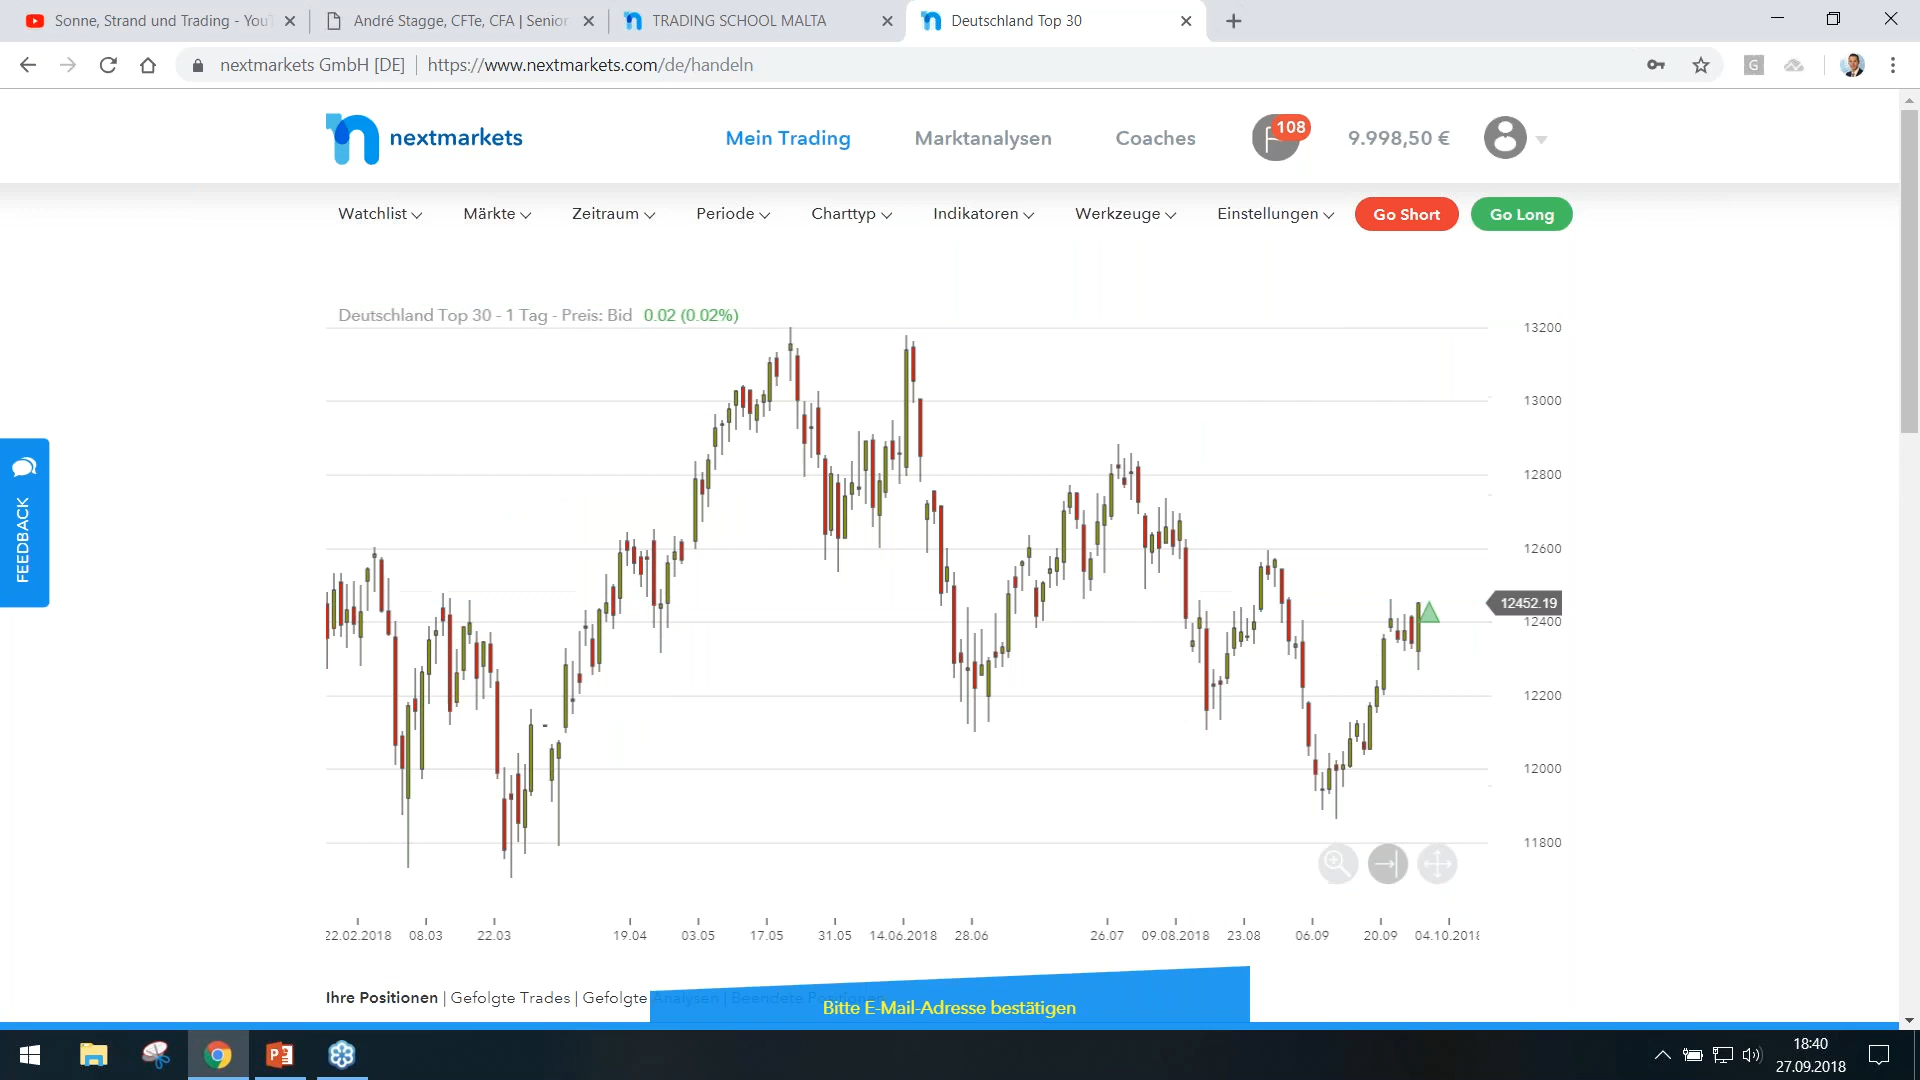 Sonne, Strand und Trading - You
André Stagge, CFTe, CFA | Senior
TRADING SCHOOL MALTA
Deutschland Top 30
nextmarkets GmbH [DE]
https://www.nextmarkets.com/de/handeln
G
nextmarkets
Mein Trading
Marktanalysen
Coaches
108
9.998,50 €
Watchlist
Märkte
Zeitraum
Periode
Charttyp
Indikatoren
Werkzeuge
Einstellungen
Go Short
Go Long
Deutschland Top 30 - 1 Tag - Preis: Bid 0.02 (0.02%)
13200
13000
12800
12600
12452.19
12400
12200
12000
11800
FEEDBACK
22.02.2018
08.03
22.03
19.04
03.05
17.05
31.05
14.06.2018
28.06
26.07
09.08.2018
23.08
06.09
20.09
04.10.2018
Ihre Positionen | Gefolgte Trades | Gefolgte Analysen | Beendete Positionen
Bitte E-Mail-Adresse bestätigen
18:40
27.09.2018